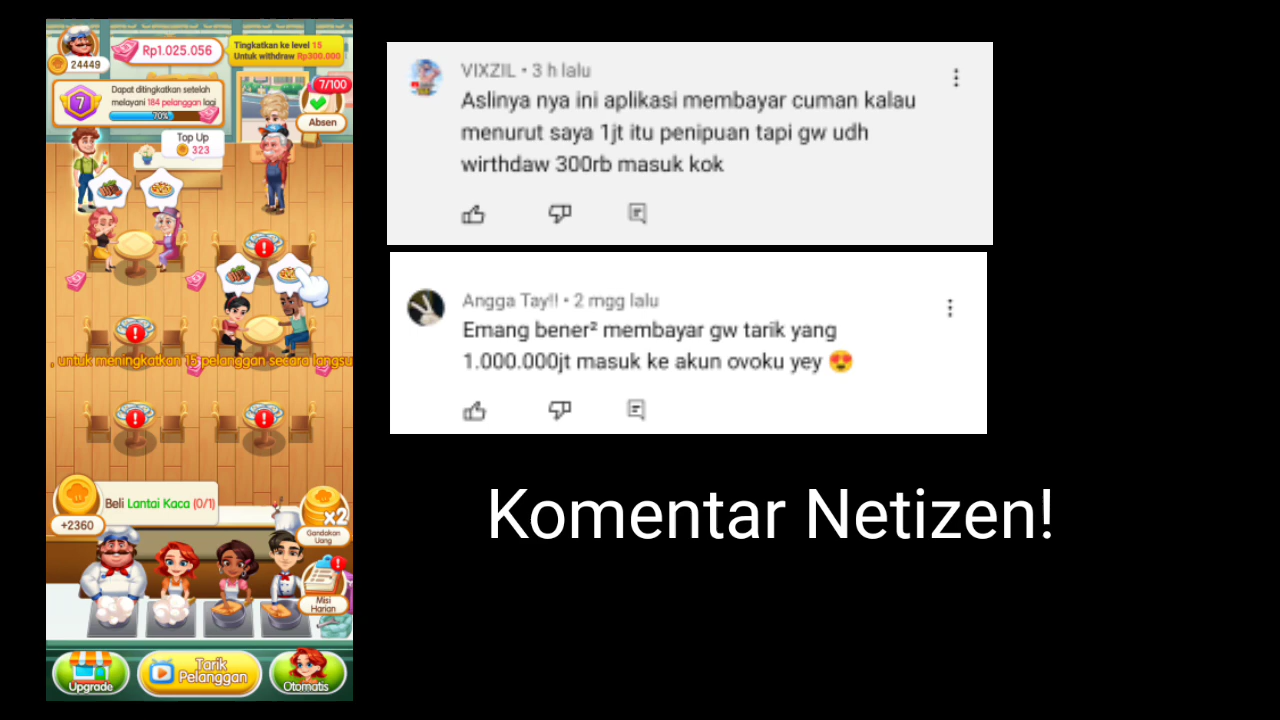 Rp1.025.056
Tingkatkan ke level 15
Untuk withdraw Rp300.000
24449
7/100
Absen
7
Dapat ditingkatkan setelah
melayani 184 pelanggan lagi
70%
Top Up
323
, untuk meningkatkan 15 pelanggan secara langsu
Beli Lantai Kaca (0/1)
+2360
x2
Gandakan
Uang
Misi
Harian
Upgrade
Tarik
Pelanggan
Otomatis
VIXZIL • 3 h lalu
Aslinya nya ini aplikasi membayar cuman kalau
menurut saya 1jt itu penipuan tapi gw udh
wirthdaw 300rb masuk kok
Angga Tay!! • 2 mgg lalu
Emang bener² membayar gw tarik yang
1.000.000jt masuk ke akun ovoku yey 😍
Komentar Netizen!